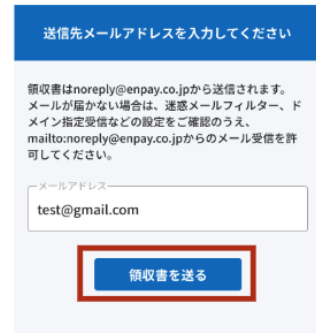 送信先メールアドレスを入力してください
領収書はnoreply@enpay.co.jpから送信されます。
メールが届かない場合は、迷惑メールフィルター、ド
メイン指定受信などの設定をご確認のうえ、
mailto:noreply@enpay.co.jpからのメール受信を許
可してください。
メールアドレス
test@gmail.com
領収書を送る